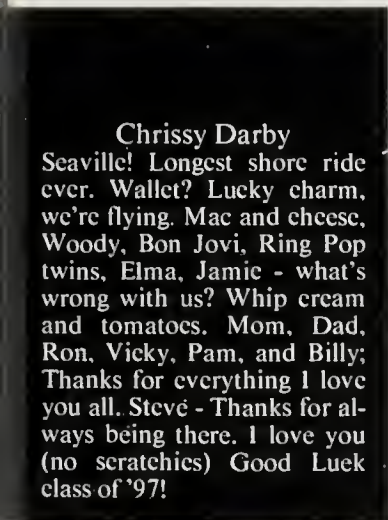 Chrissy Darby
Seaville! Longest shore ride
ever. Wallet? Lucky charm,
we're flying. Mac and cheese,
Woody, Bon Jovi, Ring Pop
twins, Elma, Jamie - what's
wrong with us? Whip cream
and tomatoes. Mom, Dad,
Ron, Vicky, Pam, and Billy;
Thanks for everything I love
you all. Steve - Thanks for al-
ways being there. I love you
(no scratchies) Good Luck
class of '97!